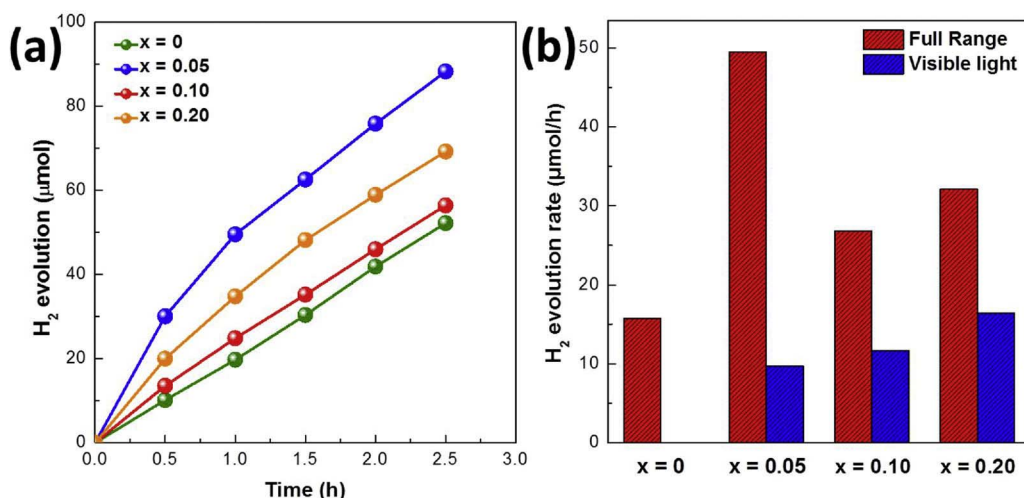 (a)
x = 0
x = 0.05
x = 0.10
x = 0.20
100
80
60
40
20
0
H₂ evolution (μmol)
0.0 0.5 1.0 1.5 2.0 2.5 3.0
Time (h)
(b)
Full Range
Visible light
50
40
30
20
10
0
H₂ evolution rate (μmol/h)
x = 0 x = 0.05 x = 0.10 x = 0.20